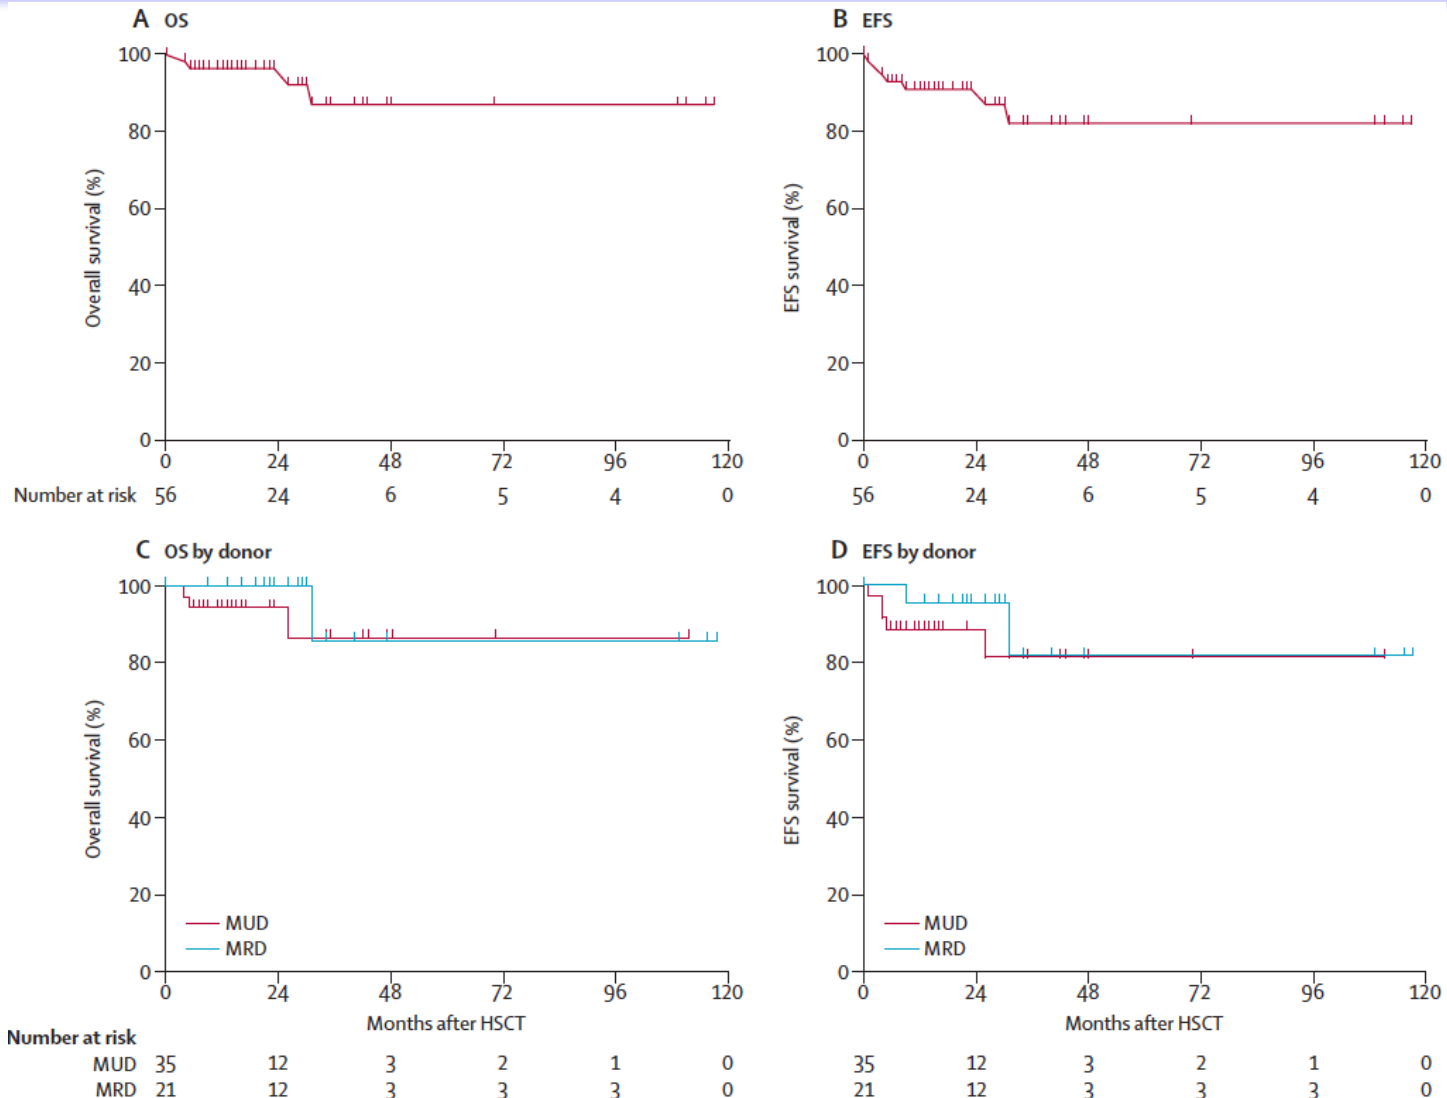 A OS
100
80
60
40
20
0
Overall survival (%)
0 24 48 72 96 120
Number at risk 56 24 6 5 4 0
B EFS
100
80
60
40
20
0
EFS survival (%)
0 24 48 72 96 120
56 24 6 5 4 0
C OS by donor
100
80
60
40
20
0
Overall survival (%)
MUD
MRD
0 24 48 72 96 120
Months after HSCT
Number at risk
MUD 35 12 3 2 1 0
MRD 21 12 3 3 3 0
D EFS by donor
100
80
60
40
20
0
EFS survival (%)
MUD
MRD
0 24 48 72 96 120
Months after HSCT
35 12 3 2 1 0
21 12 3 3 3 0